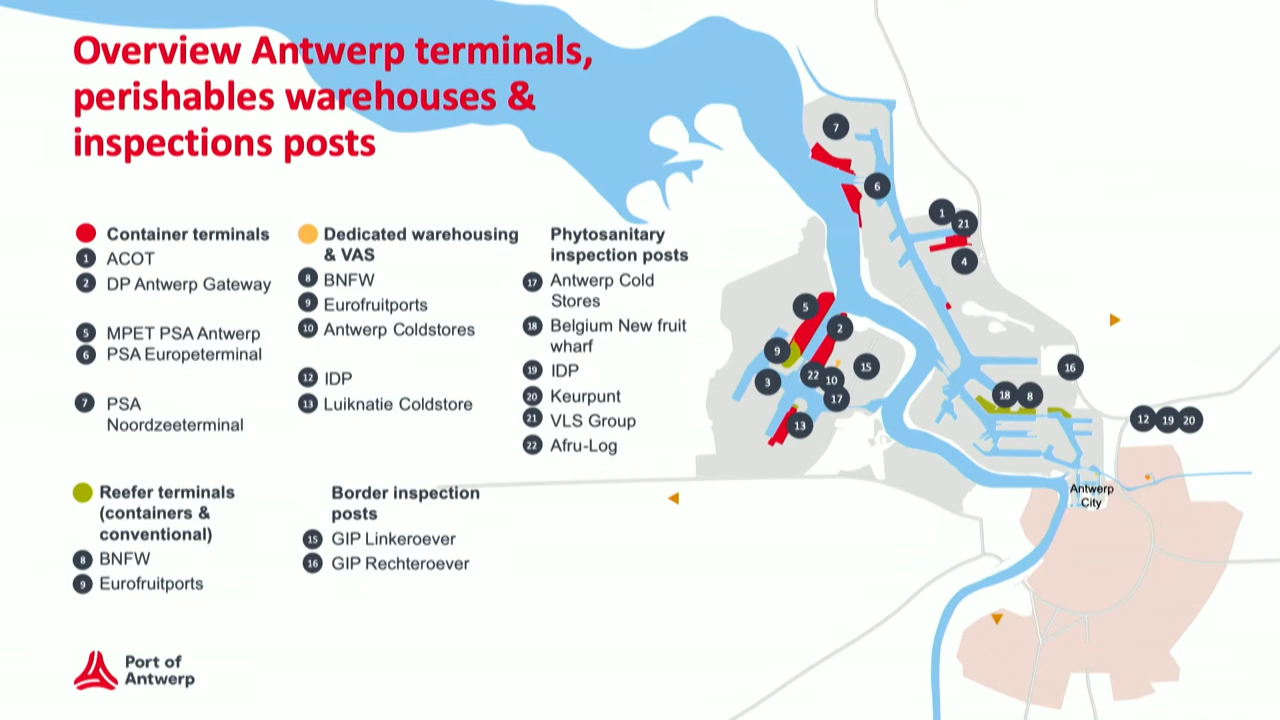 Overview Antwerp terminals,
perishables warehouses &
inspections posts
Container terminals
1 ACOT
2 DP Antwerp Gateway
5 MPET PSA Antwerp
6 PSA Europeterminal
7 PSA
Noordzeeterminal
Dedicated warehousing
& VAS
8 BNFW
9 Eurofruitports
10 Antwerp Coldstores
12 IDP
13 Luiknatie Coldstore
Phytosanitary
inspection posts
17 Antwerp Cold
Stores
18 Belgium New fruit
wharf
19 IDP
20 Keurpunt
21 VLS Group
22 Afru-Log
Reefer terminals
(containers &
conventional)
8 BNFW
9 Eurofruitports
Border inspection
posts
15 GIP Linkeroever
16 GIP Rechteroever
Port of
Antwerp
7
6
1
21
4
5
2
9
3
22
10
15
17
13
16
18 8
12 19 20
Antwerp
City